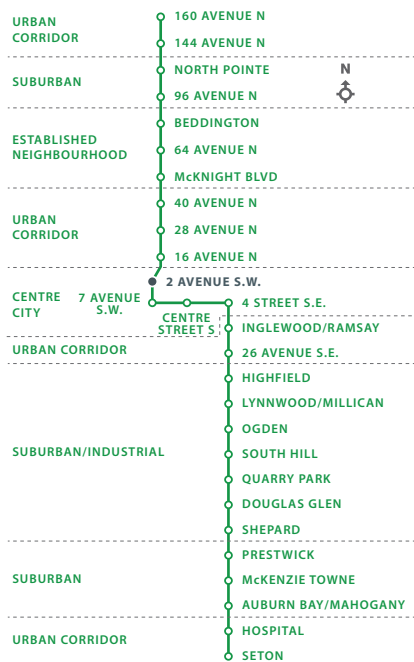 URBAN
CORRIDOR
160 AVENUE N
144 AVENUE N
SUBURBAN
NORTH POINTE
96 AVENUE N
N
ESTABLISHED
NEIGHBOURHOOD
BEDDINGTON
64 AVENUE N
McKNIGHT BLVD
URBAN
CORRIDOR
40 AVENUE N
28 AVENUE N
16 AVENUE N
CENTRE
CITY
2 AVENUE S.W.
7 AVENUE
S.W.
CENTRE
STREET S
4 STREET S.E.
URBAN CORRIDOR
INGLEWOOD/RAMSAY
26 AVENUE S.E.
SUBURBAN/INDUSTRIAL
HIGHFIELD
LYNNWOOD/MILLICAN
OGDEN
SOUTH HILL
QUARRY PARK
DOUGLAS GLEN
SHEPARD
SUBURBAN
PRESTWICK
McKENZIE TOWNE
AUBURN BAY/MAHOGANY
URBAN CORRIDOR
HOSPITAL
SETON